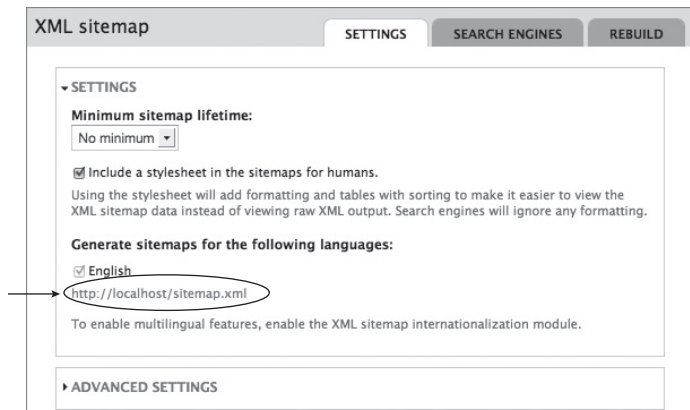 XML sitemap
SETTINGS
SEARCH ENGINES
REBUILD
SETTINGS
Minimum sitemap lifetime:
No minimum
Include a stylesheet in the sitemaps for humans.
Using the stylesheet will add formatting and tables with sorting to make it easier to view the
XML sitemap data instead of viewing raw XML output. Search engines will ignore any formatting.
Generate sitemaps for the following languages:
English
http://localhost/sitemap.xml
To enable multilingual features, enable the XML sitemap internationalization module.
ADVANCED SETTINGS